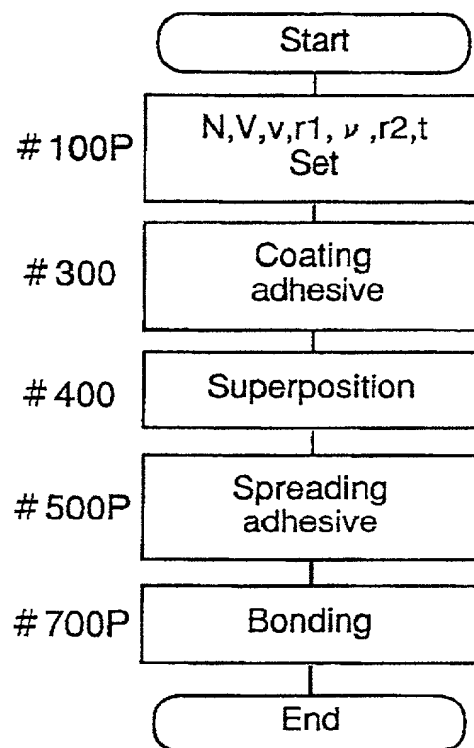 Start
#100P
N,V,v,r1, ν ,r2,t
Set
#300
Coating
adhesive
#400
Superposition
#500P
Spreading
adhesive
#700P
Bonding
End